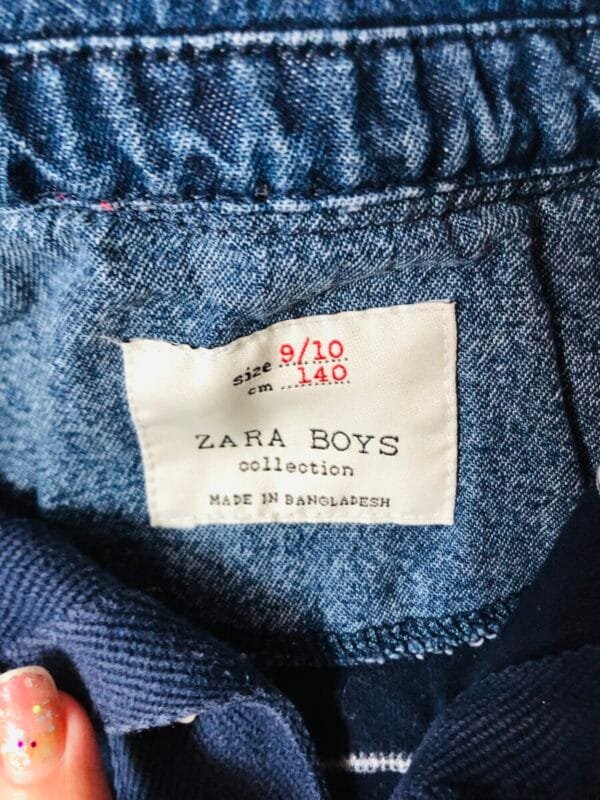 size 9/10
cm 140
ZARA BOYS
collection
MADE IN BANGLADESH